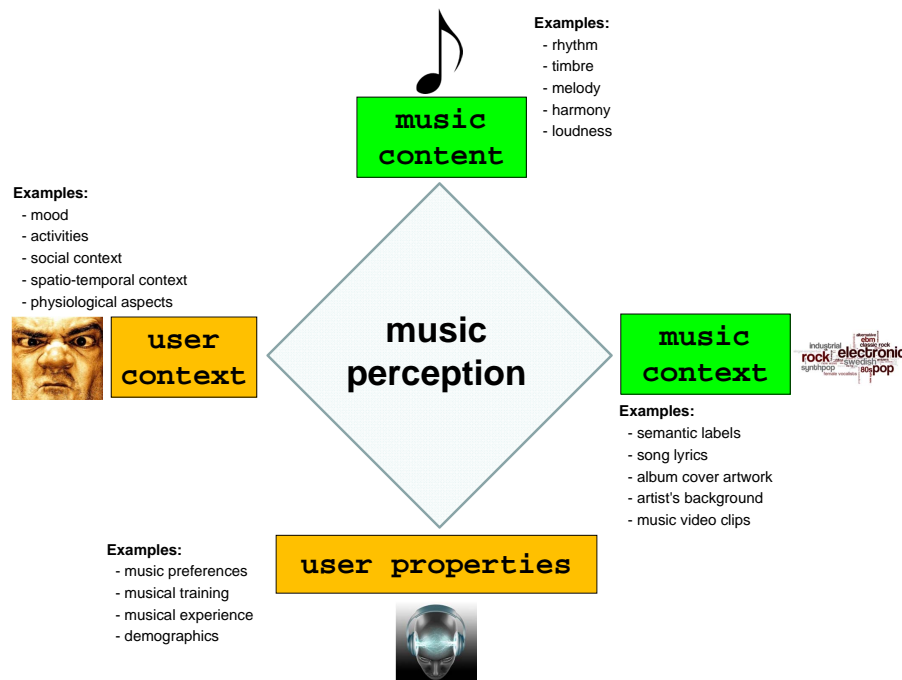 Examples:
- rhythm
- timbre
- melody
- harmony
- loudness
music
content
Examples:
- mood
- activities
- social context
- spatio-temporal context
- physiological aspects
user
context
music
perception
music
context
alternative
ebm
industrial
classic rock
rock
electronic
swedish
synthpop
80s
pop
female vocalists
Examples:
- semantic labels
- song lyrics
- album cover artwork
- artist's background
- music video clips
user properties
Examples:
- music preferences
- musical training
- musical experience
- demographics